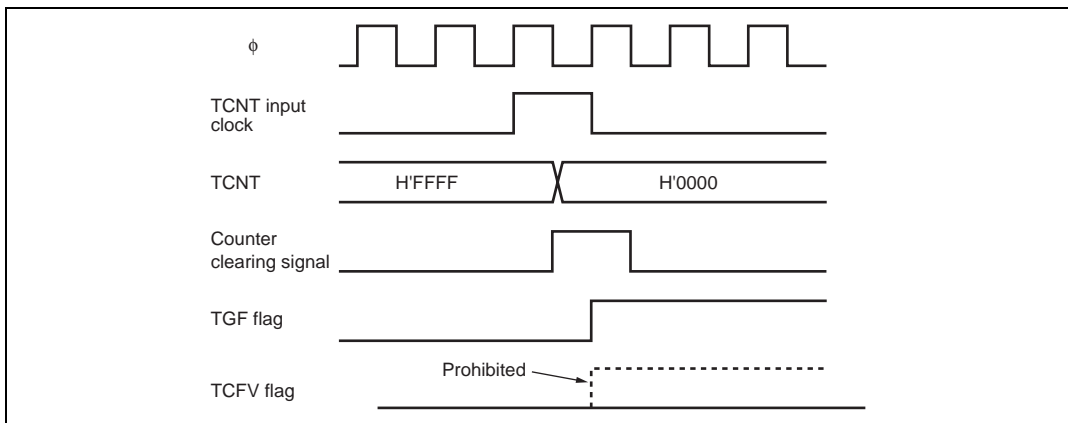 ϕ
TCNT input
clock
TCNT
H'FFFF
H'0000
Counter
clearing signal
TGF flag
Prohibited
TCFV flag